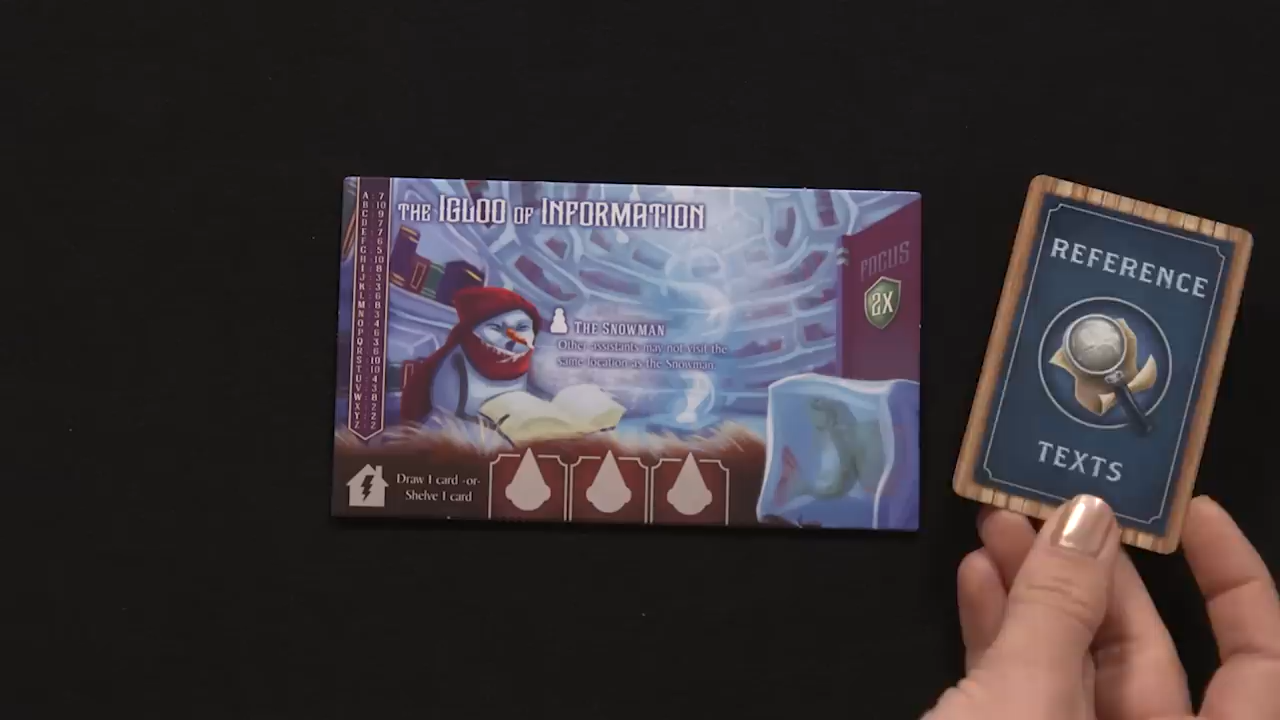 THE IGLOO OF INFORMATION
FOCUS
2X
THE SNOWMAN
Other assistants may not visit the
same location as the Snowman.
Draw 1 card -or-
Shelve 1 card
REFERENCE
TEXTS